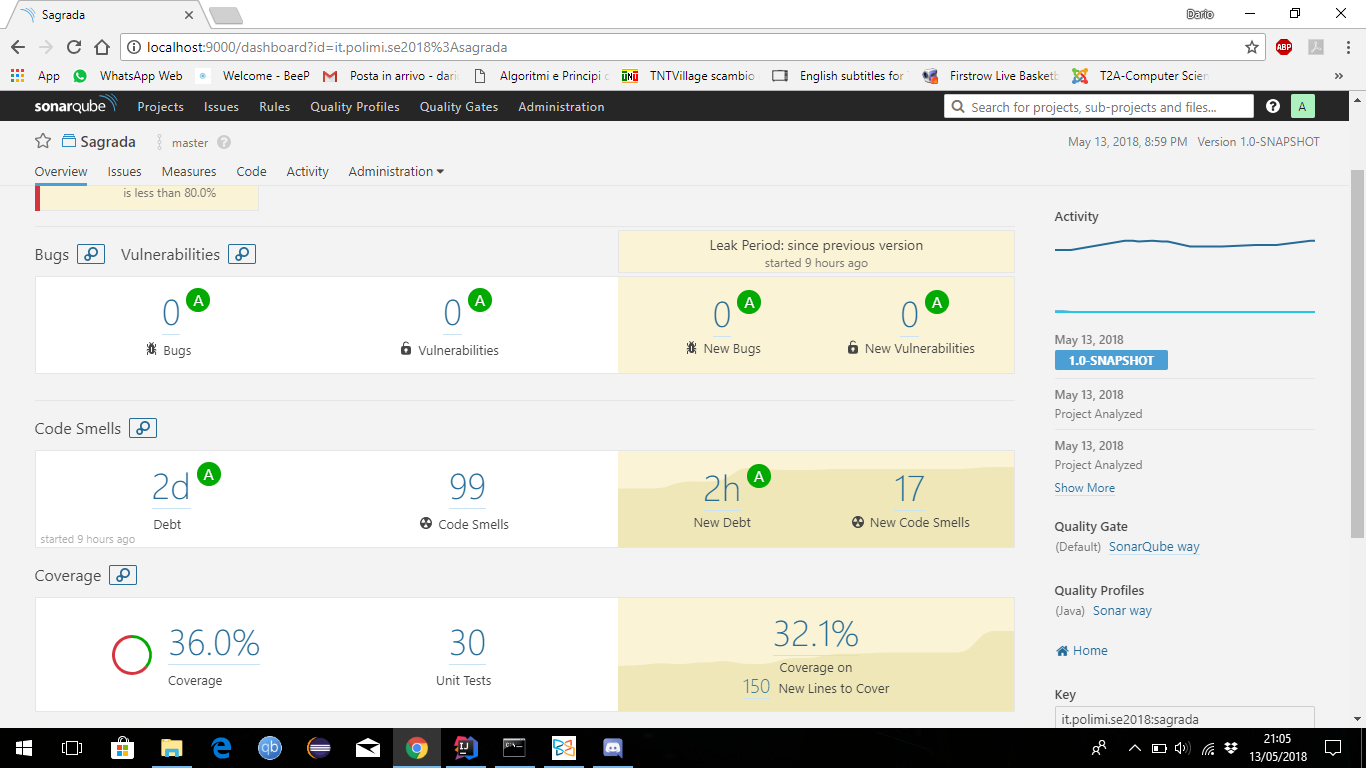 Sagrada
Dario
localhost:9000/dashboard?id=it.polimi.se2018%3Asagrada
ABP
App WhatsApp Web Welcome - BeeP Posta in arrivo - dari Algoritmi e Principi TNT TNTVillage scambio English subtitles for Firstrow Live Basketb T2A-Computer Scien »
sonarqube Projects Issues Rules Quality Profiles Quality Gates Administration Search for projects, sub-projects and files... ? A
Sagrada master ? May 13, 2018, 8:59 PM Version 1.0-SNAPSHOT
Overview Issues Measures Code Activity Administration
is less than 80.0%
Activity
Leak Period: since previous version
started 9 hours ago
Bugs Vulnerabilities
0 A 0 A 0 A 0 A
Bugs Vulnerabilities New Bugs New Vulnerabilities
May 13, 2018
1.0-SNAPSHOT
May 13, 2018
Project Analyzed
May 13, 2018
Project Analyzed
Show More
Code Smells
2d A 99 2h A 17
Debt Code Smells New Debt New Code Smells
started 9 hours ago
Quality Gate
(Default) SonarQube way
Coverage
Quality Profiles
(Java) Sonar way
36.0% 30 32.1%
Coverage Unit Tests Coverage on
150 New Lines to Cover
Home
Key
it.polimi.se2018:sagrada
qb IJ C:\
21:05
13/05/2018